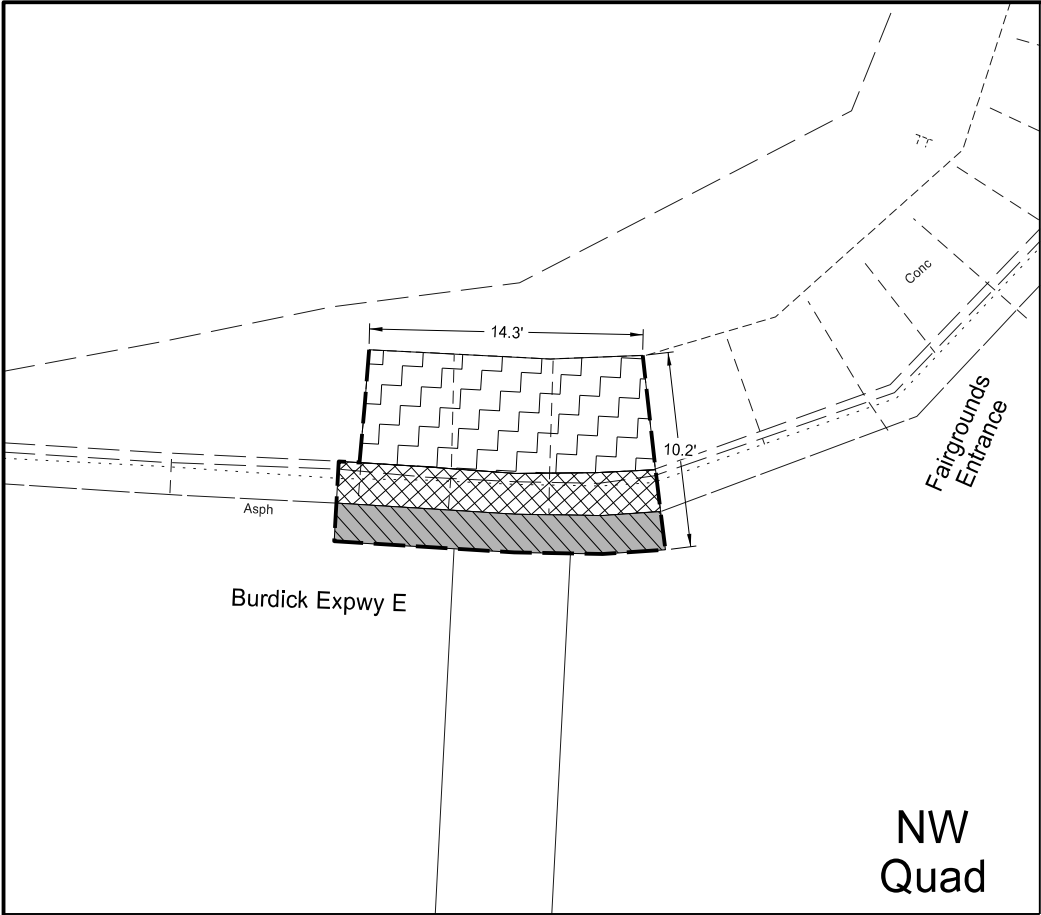 Conc
14.3'
10.2'
Fairgrounds
Entrance
Asph
Burdick Expwy E
NW
Quad